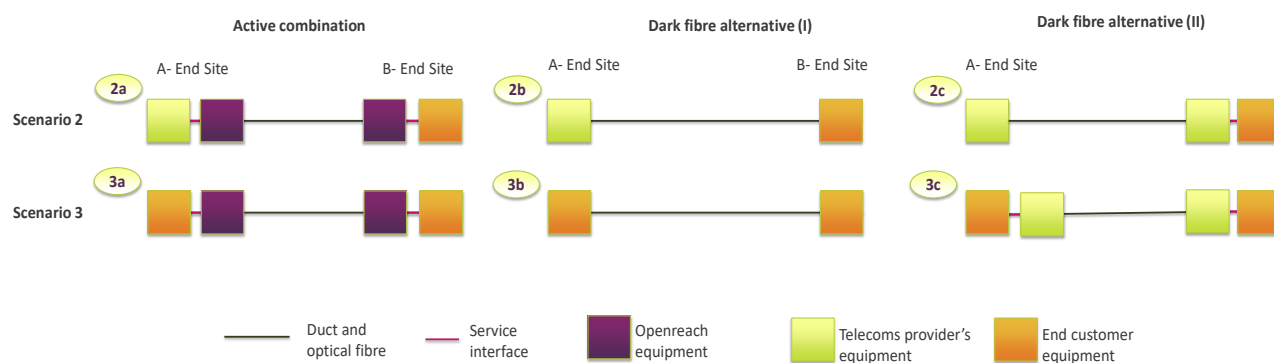 Active combination
Dark fibre alternative (I)
Dark fibre alternative (II)
A- End Site
B- End Site
A- End Site
B- End Site
A- End Site
2a
2b
2c
Scenario 2
3a
3b
3c
Scenario 3
Duct and
optical fibre
Service
interface
Openreach
equipment
Telecoms provider's
equipment
End customer
equipment